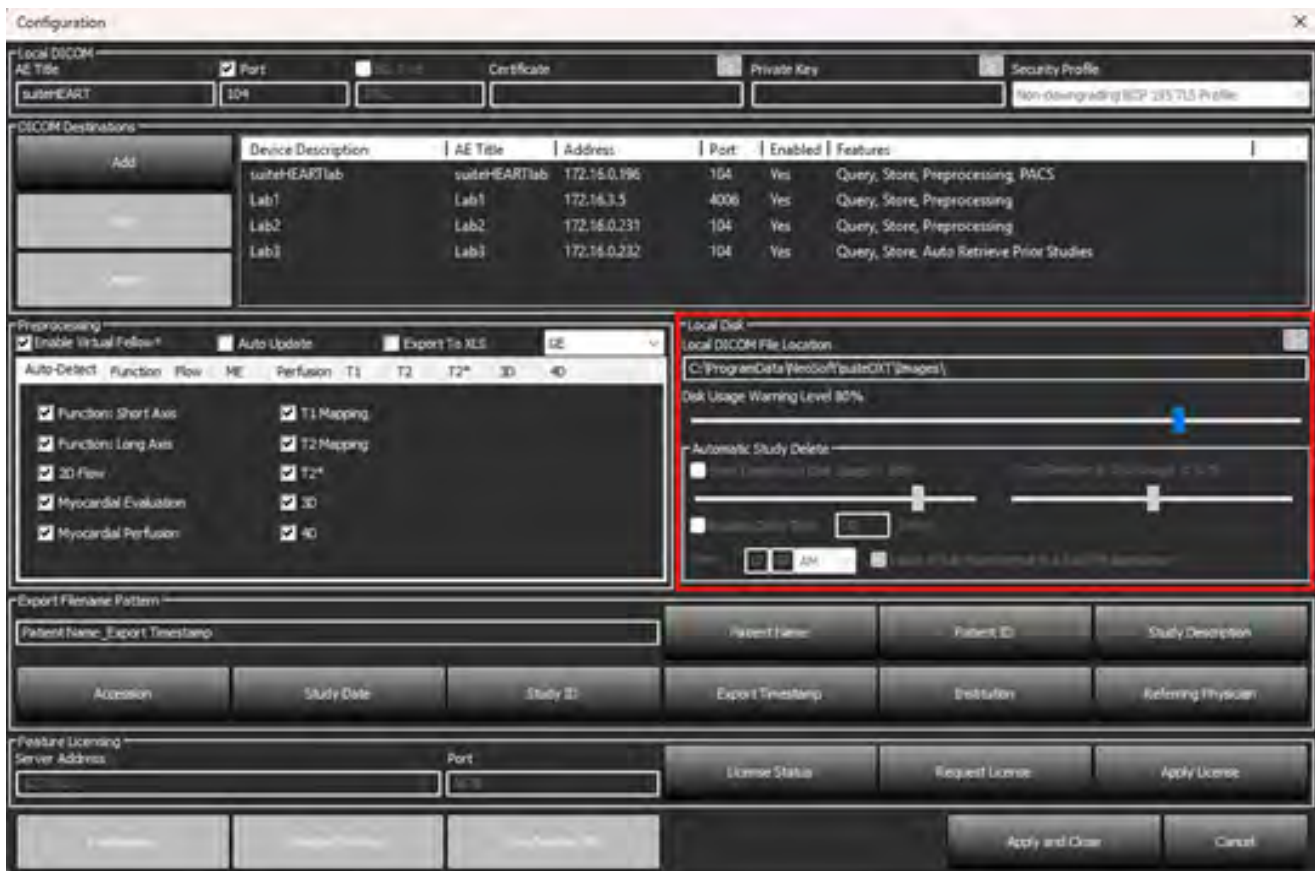 Configuration
Local DICOM
AE Title Port Certificate Private Key Security Profile
suiteHEART 104 Non-downgrading BCP 195 TLS Profile
DICOM Destinations
Add
Device Description AE Title Address Port Enabled Features
suiteHEARTlab suiteHEARTlab 172.16.0.196 104 Yes Query, Store, Preprocessing, PACS
Lab1 Lab1 172.16.3.5 4006 Yes Query, Store, Preprocessing
Lab2 Lab2 172.16.0.231 104 Yes Query, Store, Preprocessing
Lab3 Lab3 172.16.0.232 104 Yes Query, Store, Auto Retrieve Prior Studies
Preprocessing
Enable Virtual Fellow® Auto Update Export To XLS GE
Auto-Detect Function Flow ME Perfusion T1 T2 T2* 3D 4D
Function: Short Axis T1 Mapping
Function: Long Axis T2 Mapping
2D Flow T2*
Myocardial Evaluation 3D
Myocardial Perfusion 4D
Local Disk
Local DICOM File Location
C:\ProgramData\NeoSoft\suiteDXT\Images\
Disk Usage Warning Level 80%
Automatic Study Delete
AM
Export Filename Pattern
Patient Name_Export Timestamp
Patient Name Patient ID Study Description
Accession Study Date Study ID Export Timestamp Institution Referring Physician
Feature Licensing
Server Address Port
License Status Request License Apply License
Apply and Close Cancel